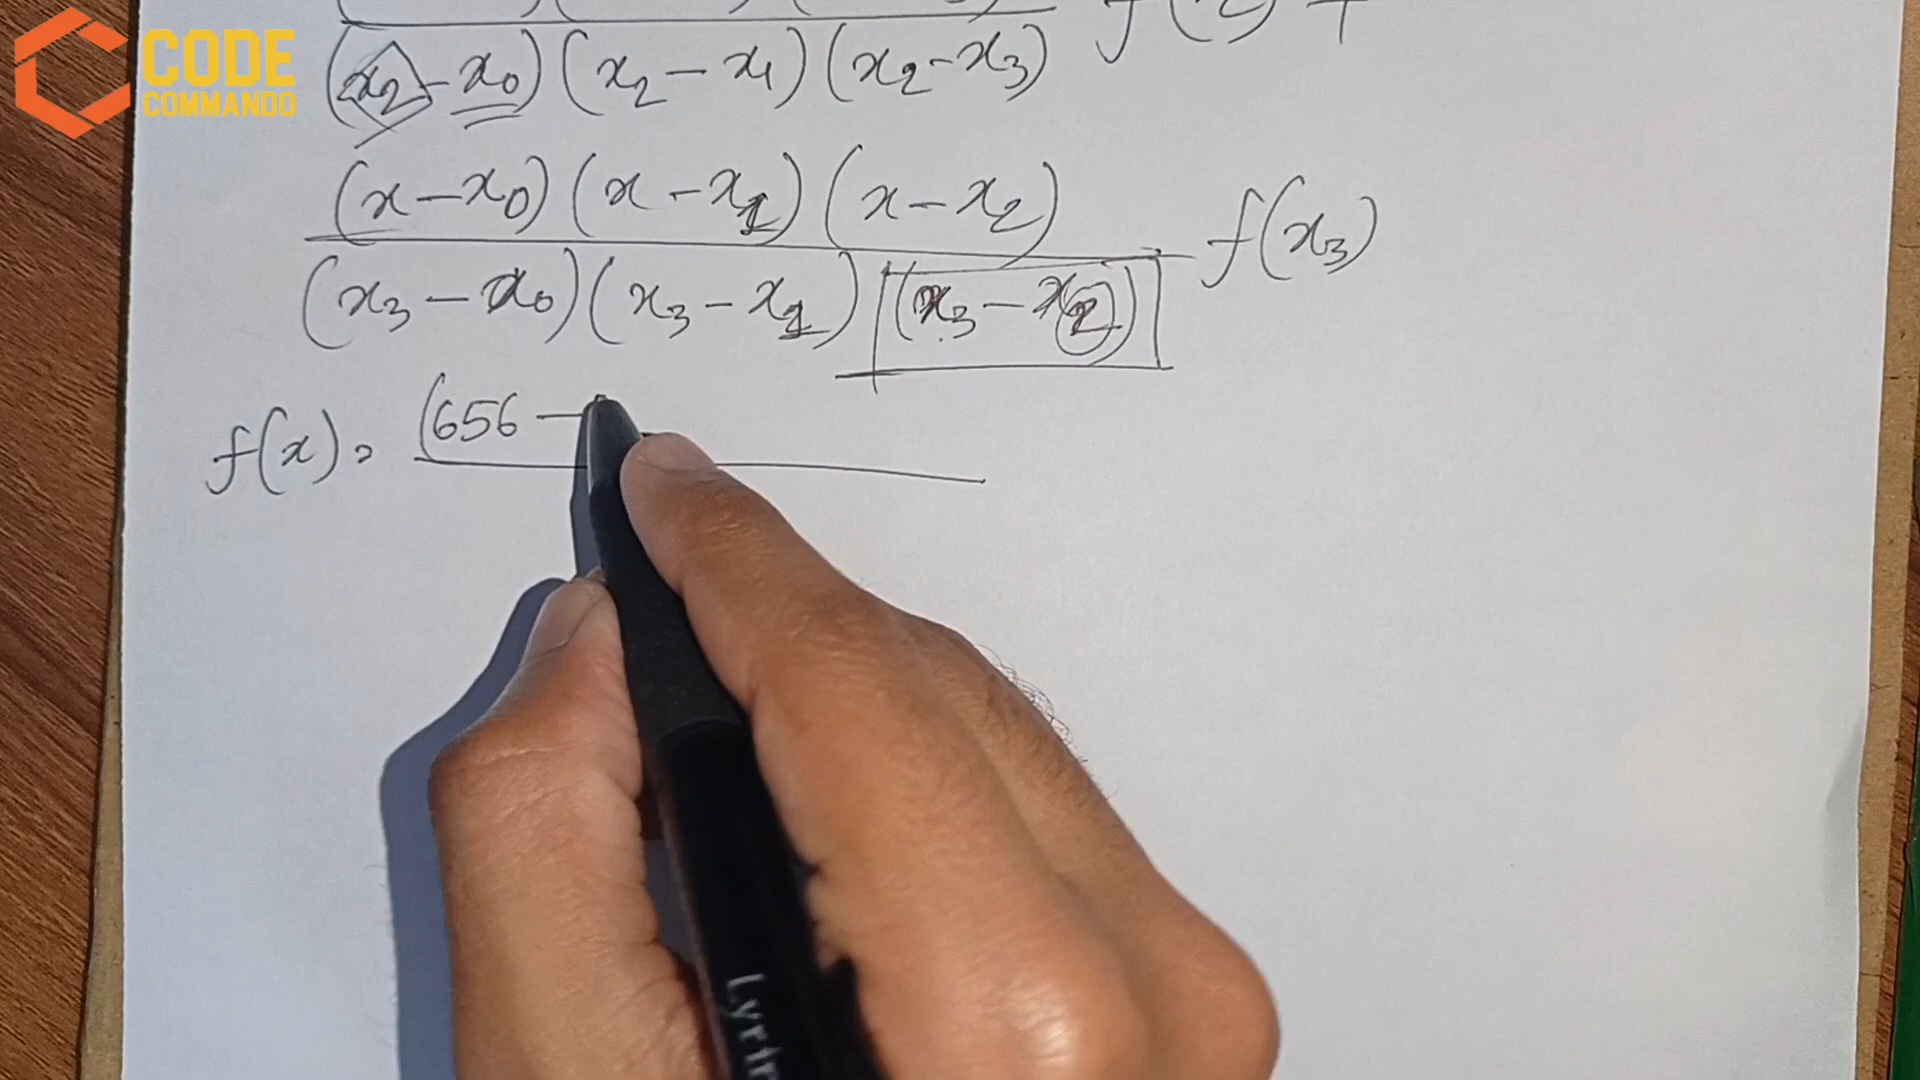 CODE
COMMANDO
f(
(x2-x0)(x2-x1)(x2-x3)
(x-x0)(x-x1)(x-x2)
(x3-x0)(x3-x1)(x3-x2) f(x3)
f(x)= (656-
Lyr